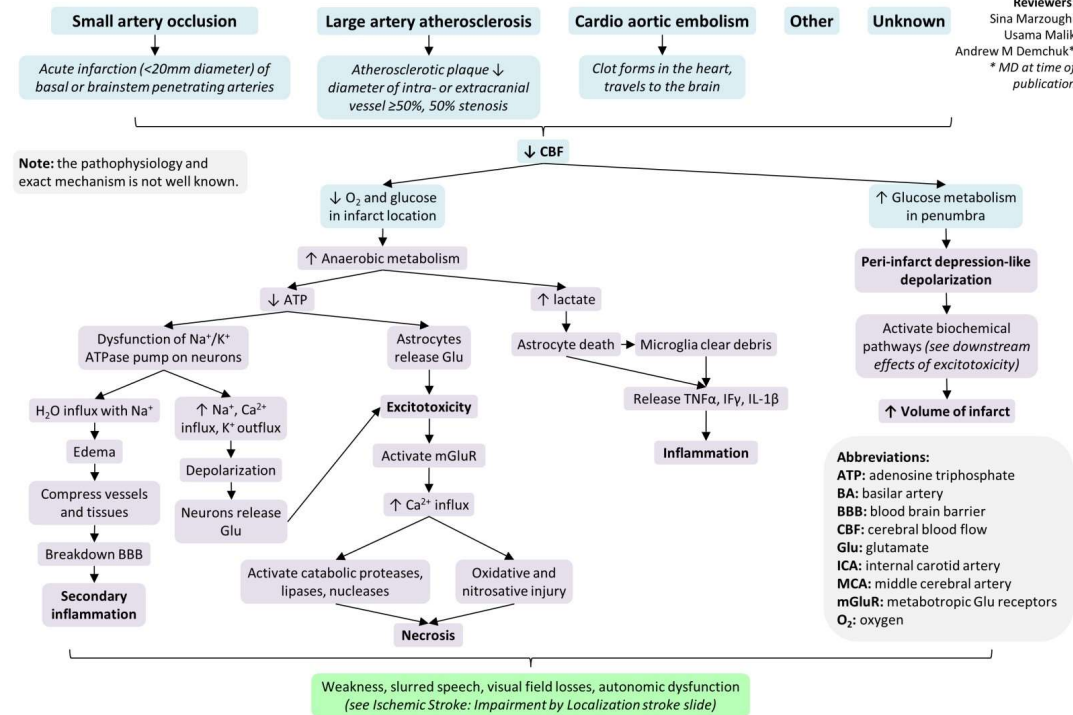 Small artery occlusion
Large artery atherosclerosis
Cardio aortic embolism
Other
Unknown
Reviewers
Sina Marzough
Usama Malik
Andrew M Demchuk*
* MD at time of
publication
Acute infarction (<20mm diameter) of
basal or brainstem penetrating arteries
Atherosclerotic plaque ↓
diameter of intra- or extracranial
vessel ≥50%, 50% stenosis
Clot forms in the heart,
travels to the brain
↓ CBF
Note: the pathophysiology and
exact mechanism is not well known.
↓ O₂ and glucose
in infarct location
↑ Glucose metabolism
in penumbra
↑ Anaerobic metabolism
Peri-infarct depression-like
depolarization
↓ ATP
↑ lactate
Dysfunction of Na⁺/K⁺
ATPase pump on neurons
Astrocytes
release Glu
Astrocyte death
Microglia clear debris
Activate biochemical
pathways (see downstream
effects of excitotoxicity)
H₂O influx with Na⁺
↑ Na⁺, Ca²⁺
influx, K⁺ outflux
Excitotoxicity
Release TNFα, IFγ, IL-1β
↑ Volume of infarct
Edema
Depolarization
Activate mGluR
Inflammation
Compress vessels
and tissues
Neurons release
Glu
↑ Ca²⁺ influx
Breakdown BBB
Activate catabolic proteases,
lipases, nucleases
Oxidative and
nitrosative injury
Secondary
inflammation
Necrosis
Abbreviations:
ATP: adenosine triphosphate
BA: basilar artery
BBB: blood brain barrier
CBF: cerebral blood flow
Glu: glutamate
ICA: internal carotid artery
MCA: middle cerebral artery
mGluR: metabotropic Glu receptors
O₂: oxygen
Weakness, slurred speech, visual field losses, autonomic dysfunction
(see Ischemic Stroke: Impairment by Localization stroke slide)